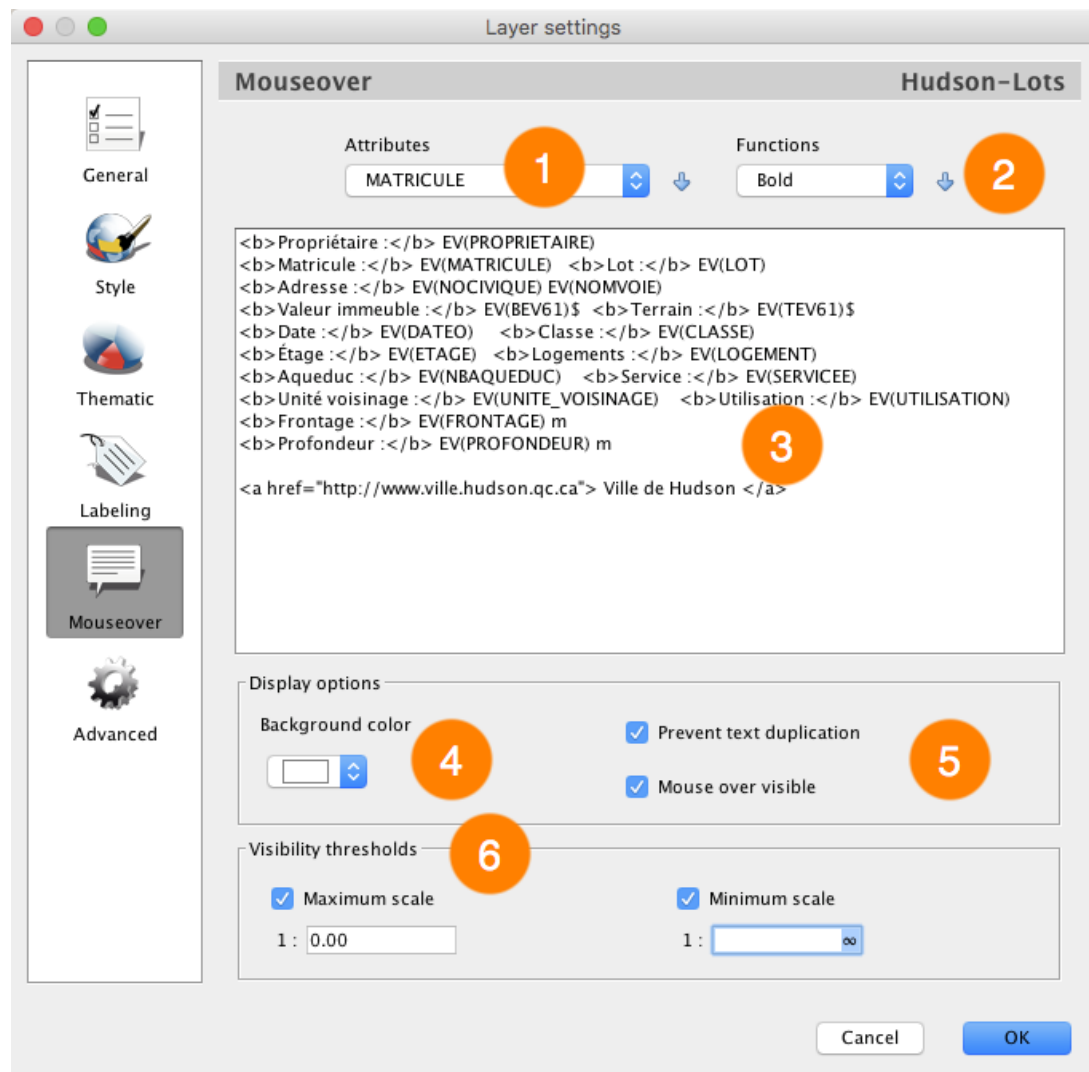 Layer settings
Mouseover Hudson-Lots
General
Style
Thematic
Labeling
Mouseover
Advanced
Attributes Functions
MATRICULE 1 Bold 2
<b>Propriétaire :</b> EV(PROPRIETAIRE)
<b>Matricule :</b> EV(MATRICULE) <b>Lot :</b> EV(LOT)
<b>Adresse :</b> EV(NOCIVIQUE) EV(NOMVOIE)
<b>Valeur immeuble :</b> EV(BEV61)$ <b>Terrain :</b> EV(TEV61)$
<b>Date :</b> EV(DATEO) <b>Classe :</b> EV(CLASSE)
<b>Étage :</b> EV(ETAGE) <b>Logements :</b> EV(LOGEMENT)
<b>Aqueduc :</b> EV(NBAQUEDUC) <b>Service :</b> EV(SERVICEE)
<b>Unité voisinage :</b> EV(UNITE_VOISINAGE) <b>Utilisation :</b> EV(UTILISATION)
<b>Frontage :</b> EV(FRONTAGE) m
<b>Profondeur :</b> EV(PROFONDEUR) m
3
<a href="http://www.ville.hudson.qc.ca"> Ville de Hudson </a>
Display options
Background color
4
Prevent text duplication
Mouse over visible
5
Visibility thresholds 6
Maximum scale Minimum scale
1 : 0.00 1 : ∞
Cancel OK